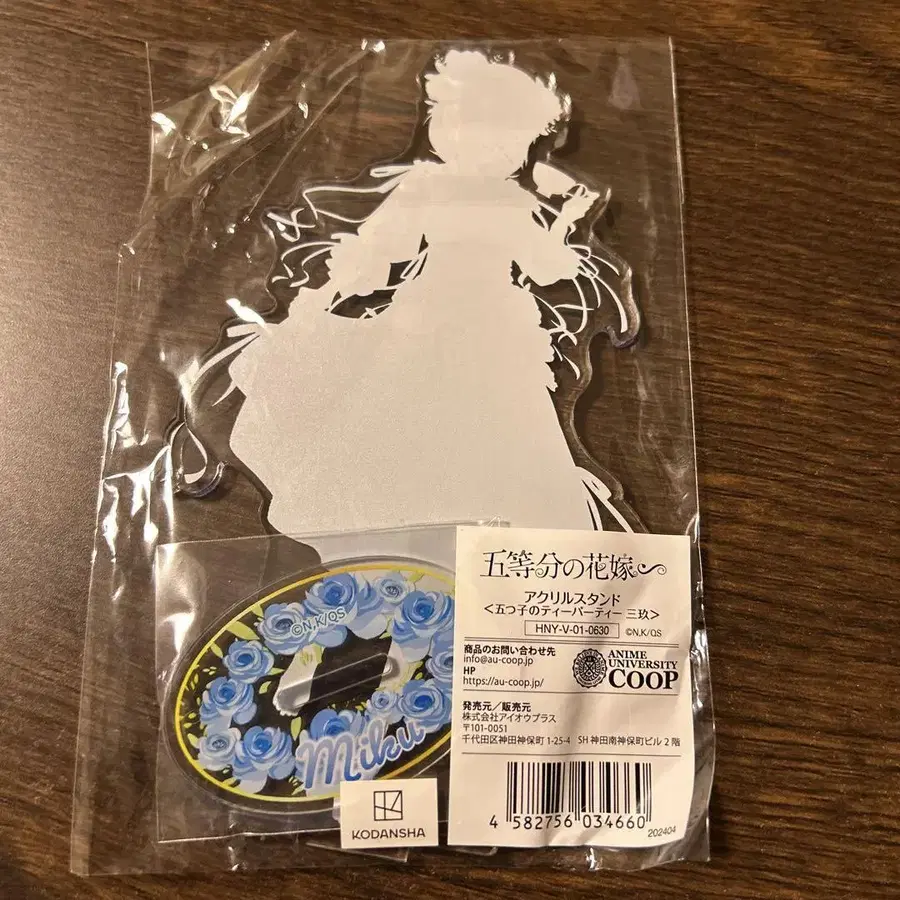 ©N,K/QS
Miku
KODANSHA
五等分の花嫁〜
アクリルスタンド
＜五つ子のティーパーティー 三玖＞
HNY-V-01-0630 ©N.K/QS
商品のお問い合わせ先
info@au-coop.jp
HP
https://au-coop.jp/
ANIME
UNIVERSITY
COOP
発売元／販売元
株式会社アイオウプラス
〒101-0051
千代田区神田神保町 1-25-4 SH 神田南神保町ビル 2 階
4 582756 034660
202404